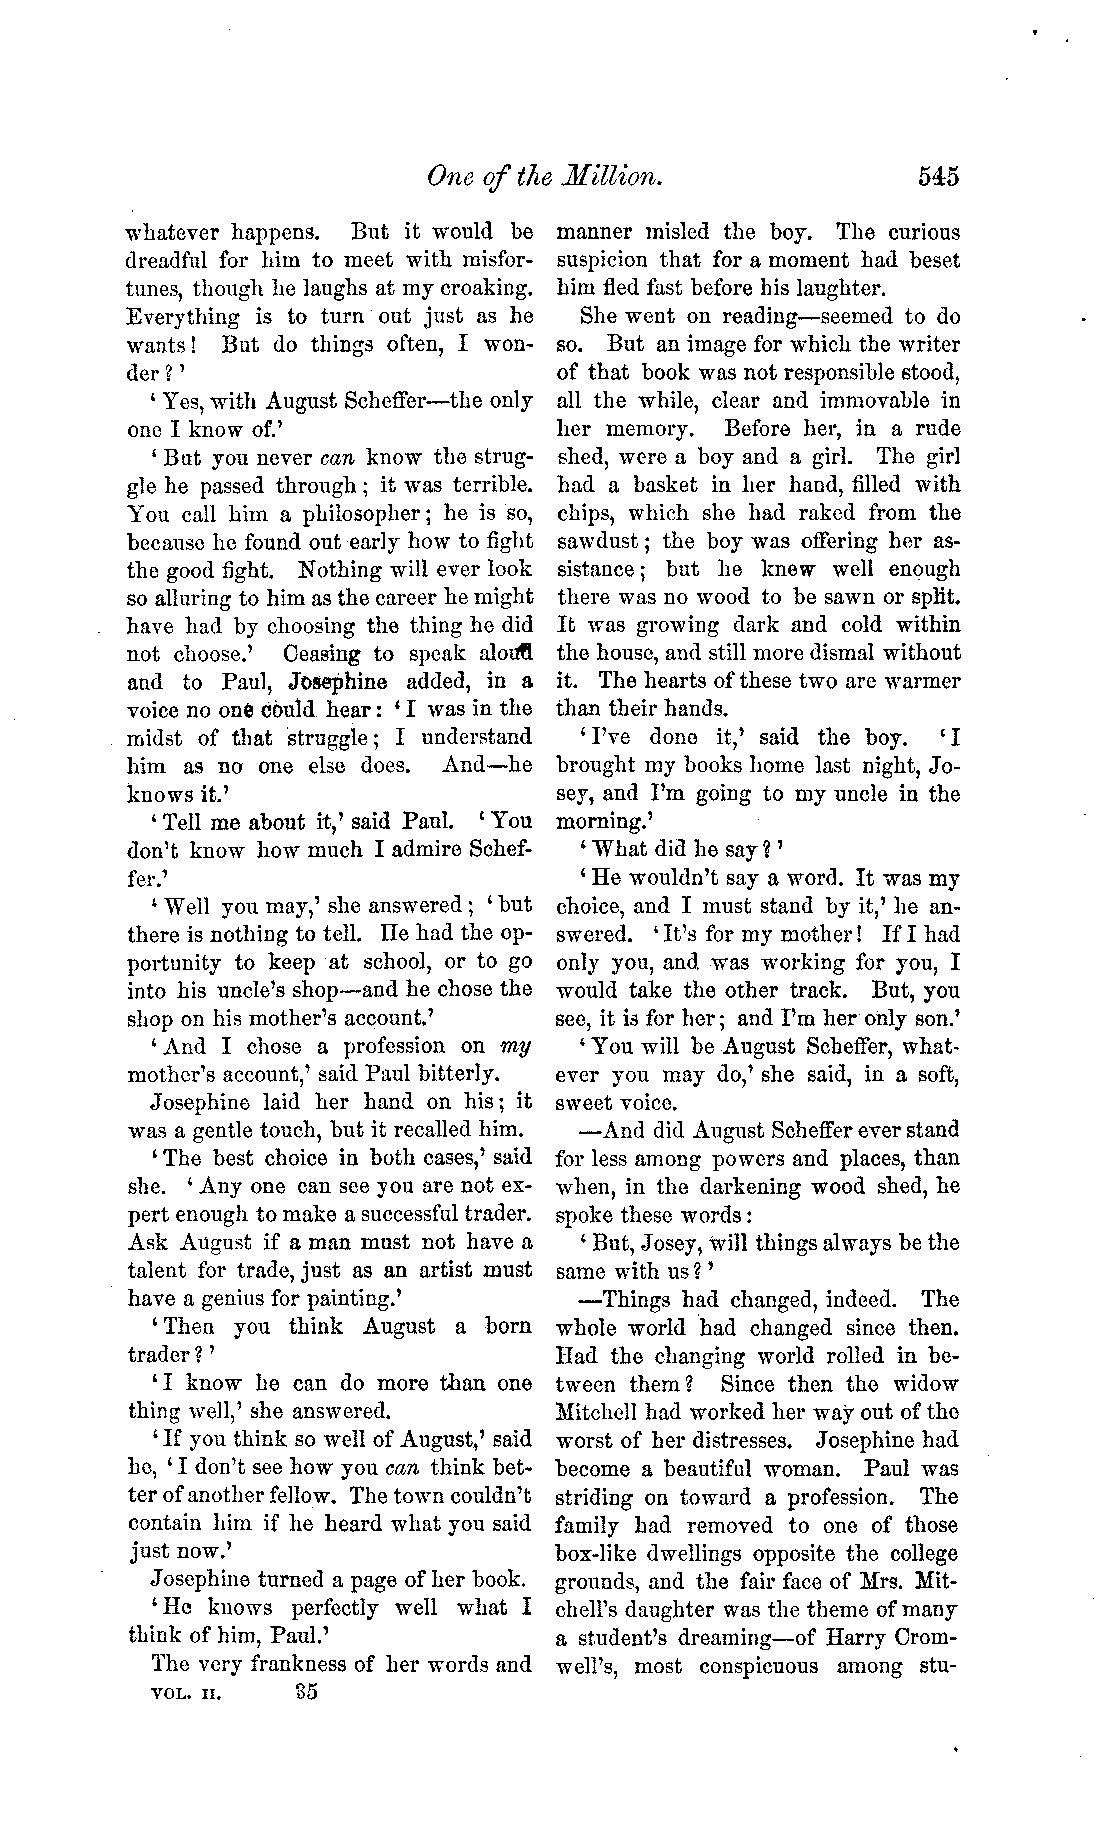 One of the Million. 545
whatever happens. But it would be
dreadful for him to meet with misfor-
tunes, though he laughs at my croaking.
Everything is to turn out just as he
wants! But do things often, I won-
der?'
'Yes, with August Scheffer—the only
one I know of.'
'But you never can know the strug-
gle he passed through; it was terrible.
You call him a philosopher; he is so,
because he found out early how to fight
the good fight. Nothing will ever look
so alluring to him as the career he might
have had by choosing the thing he did
not choose.' Ceasing to speak aloud
and to Paul, Josephine added, in a
voice no one could hear: 'I was in the
midst of that struggle; I understand
him as no one else does. And—he
knows it.'
'Tell me about it,' said Paul. 'You
don't know how much I admire Schef-
fer.'
'Well you may,' she answered; 'but
there is nothing to tell. He had the op-
portunity to keep at school, or to go
into his uncle's shop—and he chose the
shop on his mother's account.'
'And I chose a profession on my
mother's account,' said Paul bitterly.
Josephine laid her hand on his; it
was a gentle touch, but it recalled him.
'The best choice in both cases,' said
she. 'Any one can see you are not ex-
pert enough to make a successful trader.
Ask August if a man must not have a
talent for trade, just as an artist must
have a genius for painting.'
'Then you think August a born
trader?'
'I know he can do more than one
thing well,' she answered.
'If you think so well of August,' said
he, 'I don't see how you can think bet-
ter of another fellow. The town couldn't
contain him if he heard what you said
just now.'
Josephine turned a page of her book.
'He knows perfectly well what I
think of him, Paul.'
The very frankness of her words and
VOL. II. 35
manner misled the boy. The curious
suspicion that for a moment had beset
him fled fast before his laughter.
She went on reading—seemed to do
so. But an image for which the writer
of that book was not responsible stood,
all the while, clear and immovable in
her memory. Before her, in a rude
shed, were a boy and a girl. The girl
had a basket in her hand, filled with
chips, which she had raked from the
sawdust; the boy was offering her as-
sistance; but he knew well enough
there was no wood to be sawn or split.
It was growing dark and cold within
the house, and still more dismal without
it. The hearts of these two are warmer
than their hands.
'I've done it,' said the boy. 'I
brought my books home last night, Jo-
sey, and I'm going to my uncle in the
morning.'
'What did he say?'
'He wouldn't say a word. It was my
choice, and I must stand by it,' he an-
swered. 'It's for my mother! If I had
only you, and was working for you, I
would take the other track. But, you
see, it is for her; and I'm her only son.'
'You will be August Scheffer, what-
ever you may do,' she said, in a soft,
sweet voice.
—And did August Scheffer ever stand
for less among powers and places, than
when, in the darkening wood shed, he
spoke these words:
'But, Josey, will things always be the
same with us?'
—Things had changed, indeed. The
whole world had changed since then.
Had the changing world rolled in be-
tween them? Since then the widow
Mitchell had worked her way out of the
worst of her distresses. Josephine had
become a beautiful woman. Paul was
striding on toward a profession. The
family had removed to one of those
box-like dwellings opposite the college
grounds, and the fair face of Mrs. Mit-
chell's daughter was the theme of many
a student's dreaming—of Harry Crom-
well's, most conspicuous among stu-